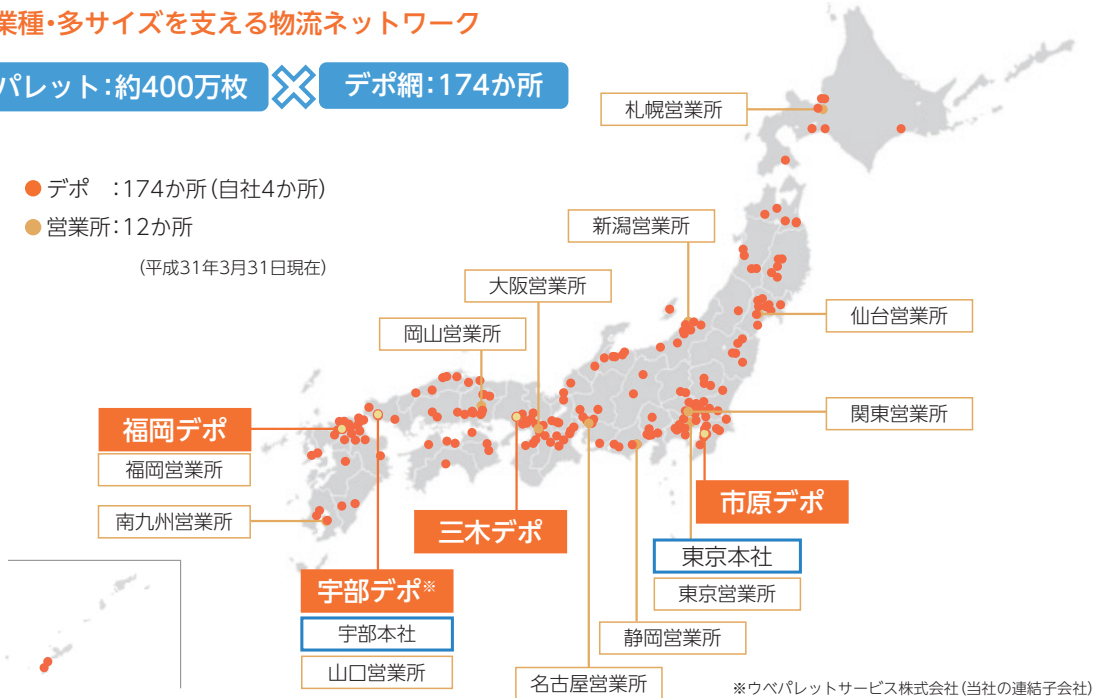 業種・多サイズを支える物流ネットワーク
パレット：約400万枚
デポ網：174か所
デポ ：174か所（自社4か所）
営業所：12か所
（平成31年3月31日現在）
札幌営業所
新潟営業所
大阪営業所
仙台営業所
岡山営業所
関東営業所
福岡デポ
福岡営業所
市原デポ
南九州営業所
三木デポ
東京本社
東京営業所
宇部デポ※
宇部本社
山口営業所
静岡営業所
名古屋営業所
※ウベパレットサービス株式会社（当社の連結子会社）